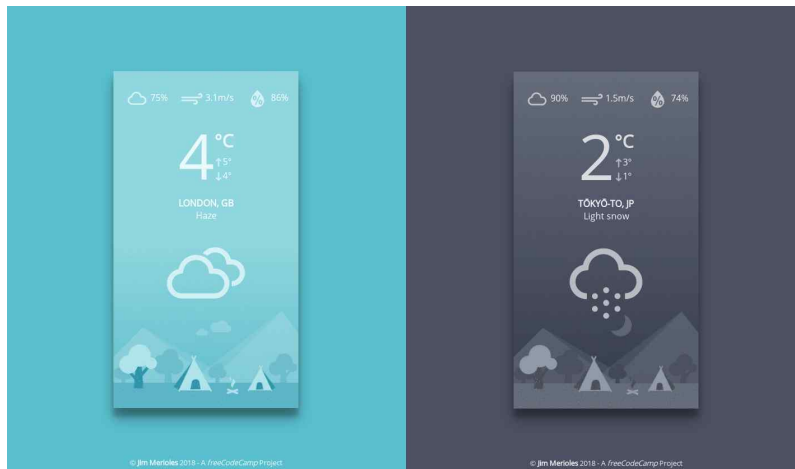 75% 3.1m/s 86%
4°C
↑5°
↓4°
LONDON, GB
Haze
© Jim Merioles 2018 - A freeCodeCamp Project
90% 1.5m/s 74%
2°C
↑3°
↓1°
TŌKYŌ-TO, JP
Light snow
© Jim Merioles 2018 - A freeCodeCamp Project